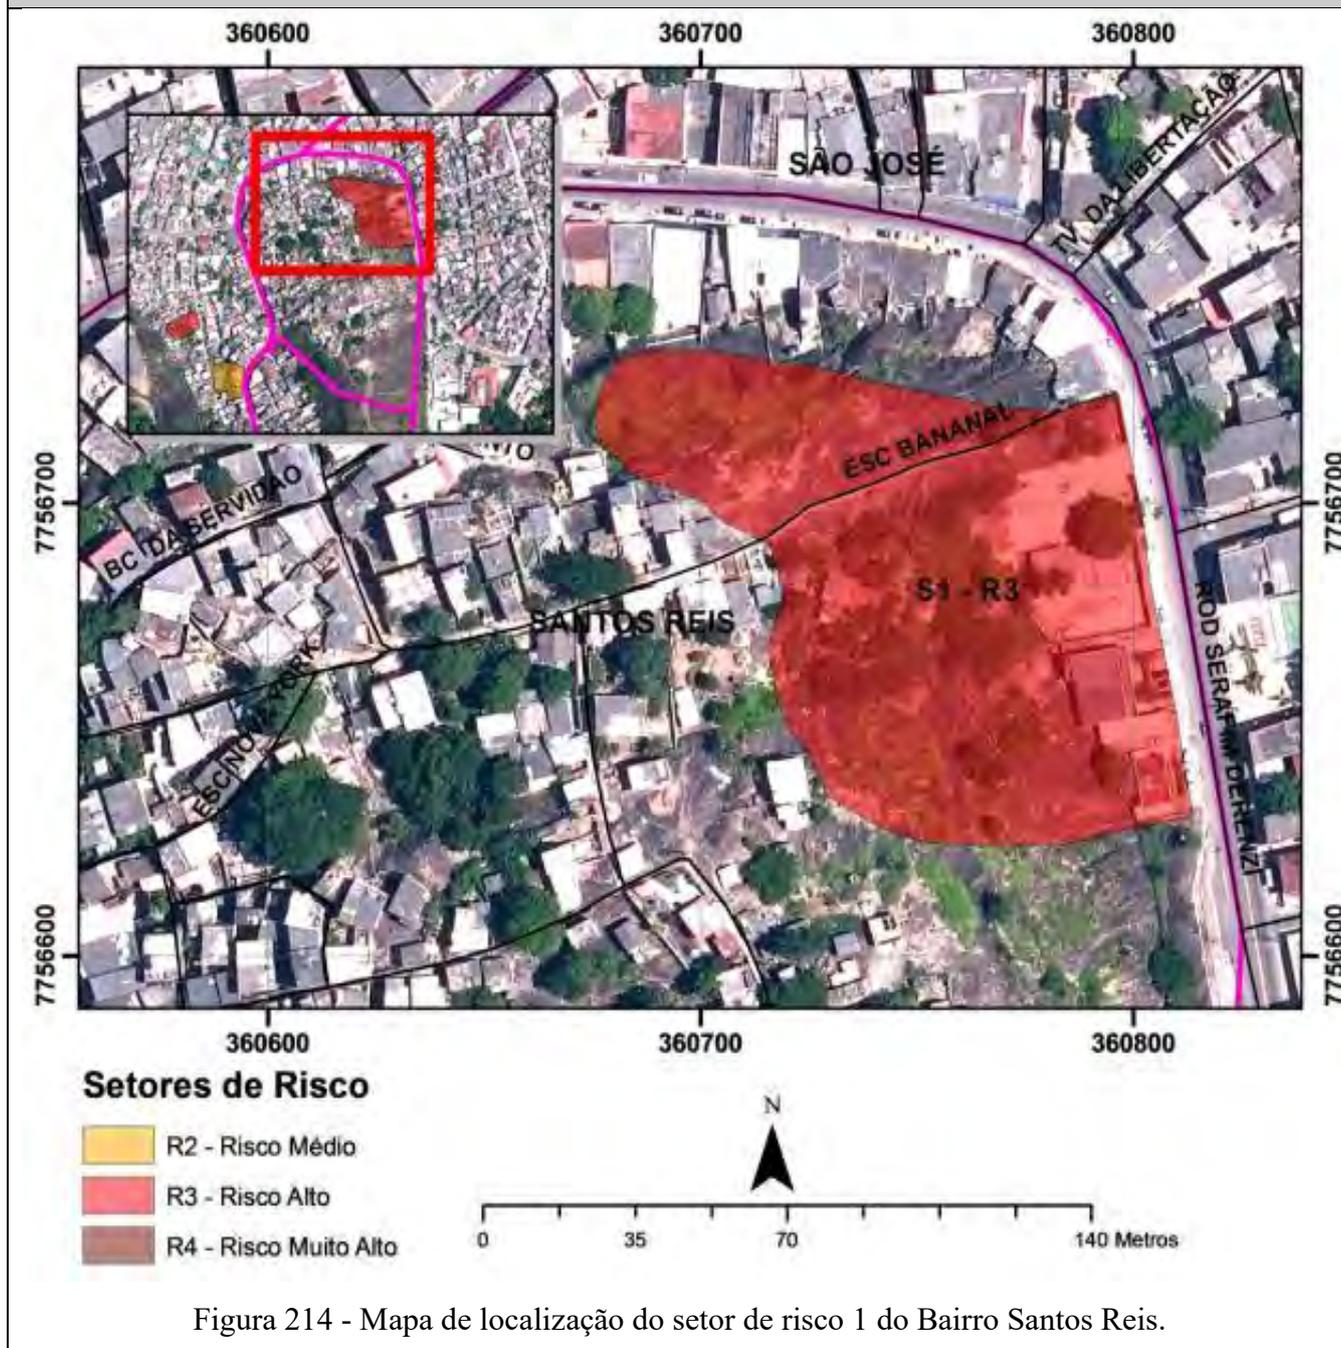 360600 360700 360800
SÃO JOSÉ
TV DA LIBERTAÇÃO
ESC BANANAL
BC DA SERVIDÃO
7756700 7756700
S1 - R3
SANTOS REIS
ROD SERAFIM DERENZI
7756600 7756600
360600 360700 360800
Setores de Risco
N
R2 - Risco Médio
R3 - Risco Alto
R4 - Risco Muito Alto
0 35 70 140 Metros
Figura 214 - Mapa de localização do setor de risco 1 do Bairro Santos Reis.